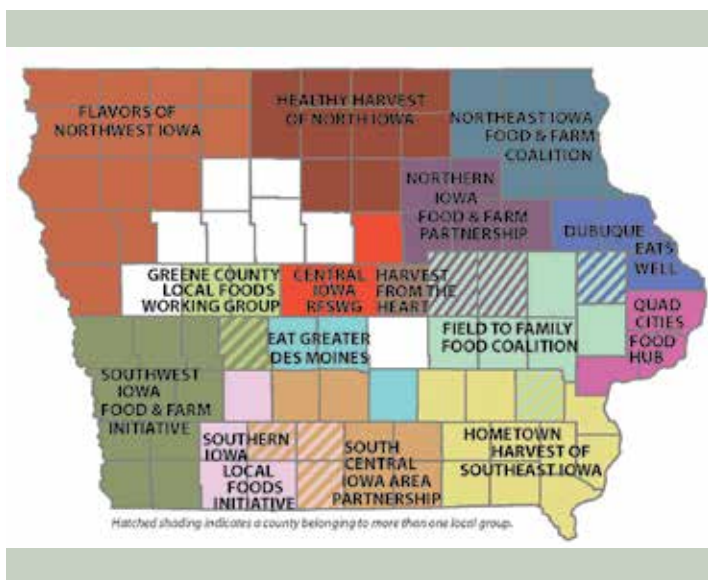 FLAVORS OF
NORTHWEST IOWA
HEALTHY HARVEST
OF NORTH IOWA
NORTHEAST IOWA
FOOD & FARM
COALITION
NORTHERN
IOWA
FOOD & FARM
PARTNERSHIP
DUBUQUE
EATS
WELL
GREENE COUNTY
LOCAL FOODS
WORKING GROUP
CENTRAL
IOWA
RFSWG
HARVEST
FROM THE
HEART
QUAD
CITIES
FOOD
HUB
EAT GREATER
DES MOINES
FIELD TO FAMILY
FOOD COALITION
SOUTHWEST
IOWA
FOOD & FARM
INITIATIVE
SOUTHERN
IOWA
LOCAL
FOODS
INITIATIVE
SOUTH
CENTRAL
IOWA AREA
PARTNERSHIP
HOMETOWN
HARVEST OF
SOUTHEAST IOWA
Hatched shading indicates a county belonging to more than one local group.